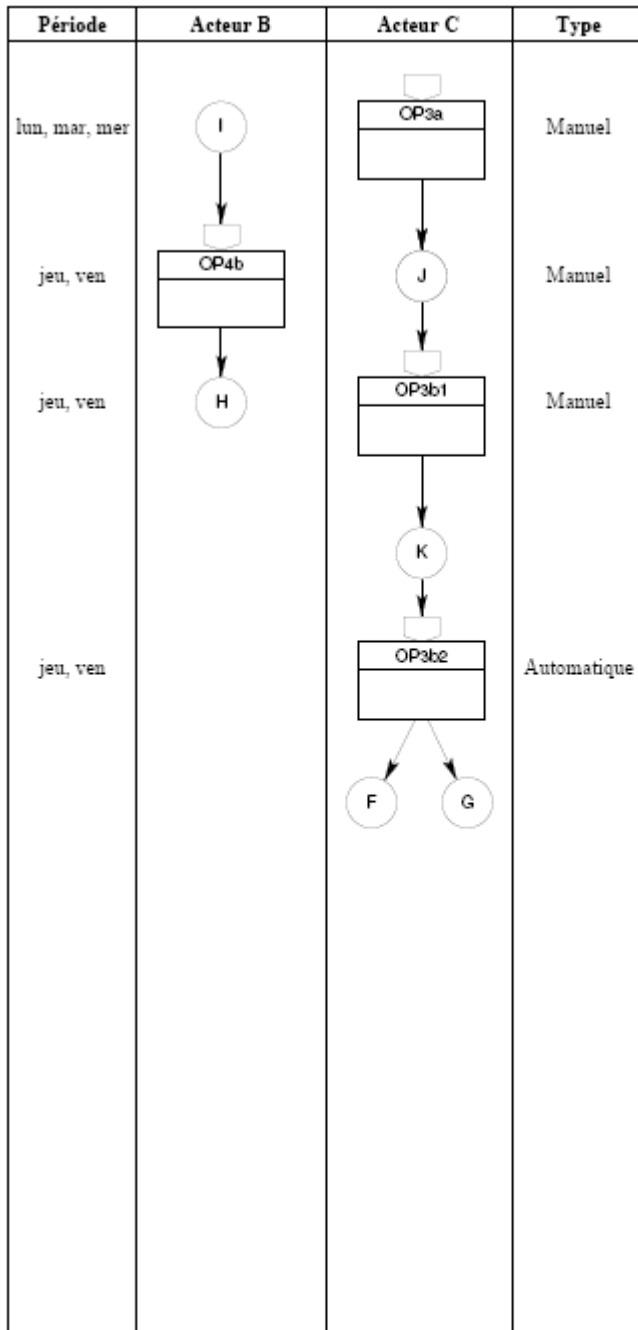 Période Acteur B Acteur C Type
OP3a
lun, mar, mer I Manuel
OP4b
jeu, ven J Manuel
OP3b1
jeu, ven H Manuel
K
OP3b2
jeu, ven Automatique
F G